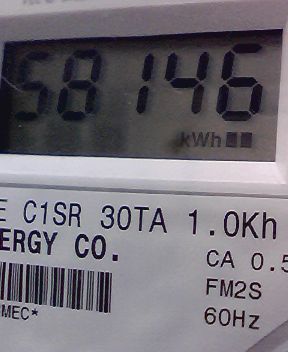 58146
kWh
E C1SR 30TA 1.0Kh
ERGY CO.
CA 0.5
FM2S
60Hz
MEC*